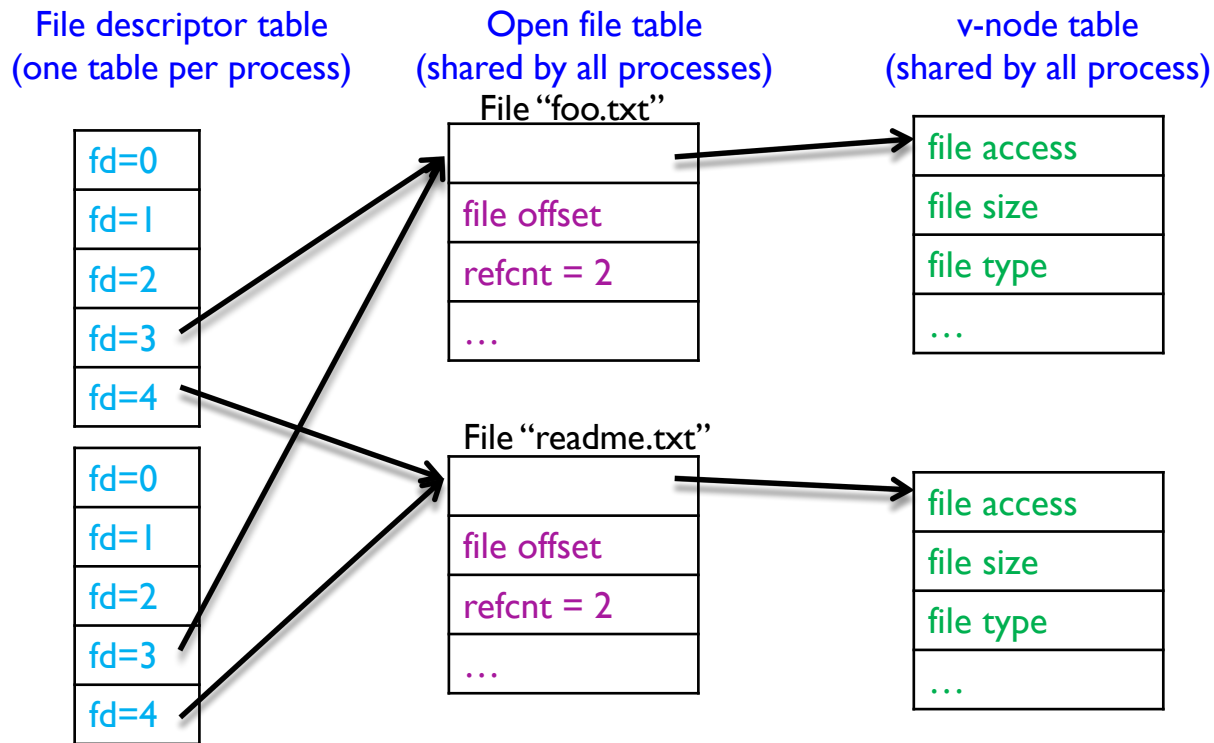 File descriptor table
(one table per process)
Open file table
(shared by all processes)
v-node table
(shared by all process)
fd=0
fd=1
fd=2
fd=3
fd=4
fd=0
fd=1
fd=2
fd=3
fd=4
File “foo.txt”
file offset
refcnt = 2
…
File “readme.txt”
file offset
refcnt = 2
…
file access
file size
file type
…
file access
file size
file type
…